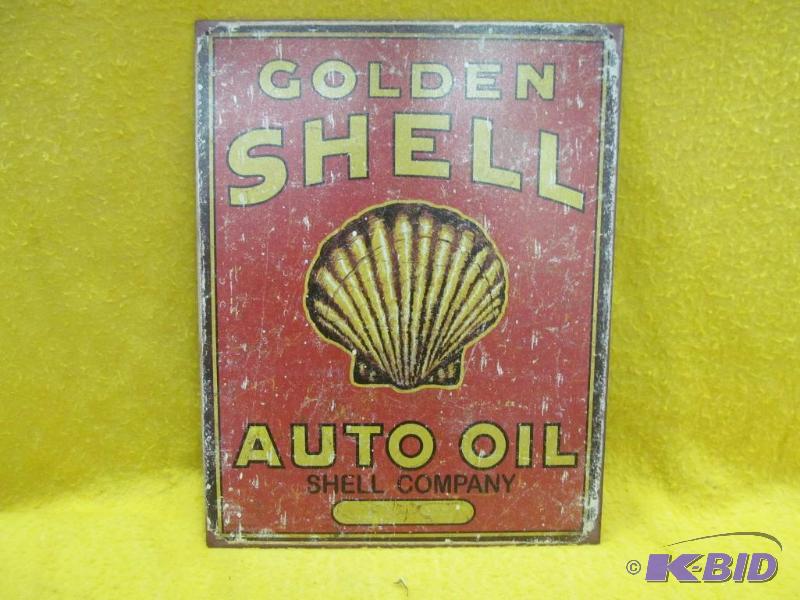 GOLDEN
SHELL
AUTO OIL
SHELL COMPANY
© K-BID